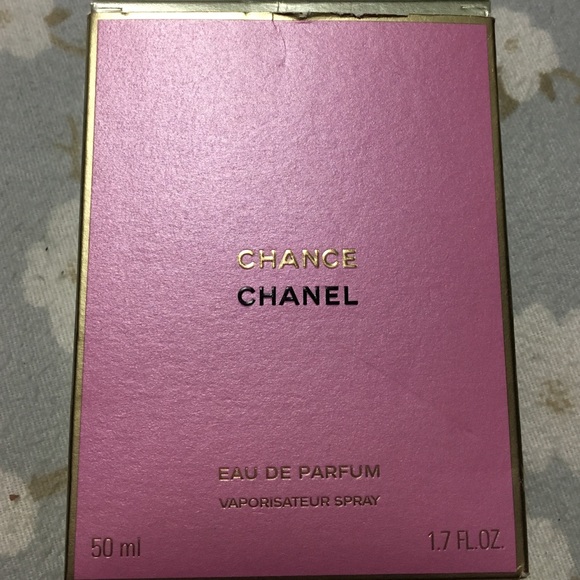 CHANCE
CHANEL
EAU DE PARFUM
VAPORISATEUR SPRAY
50 ml 1.7 FL.OZ.